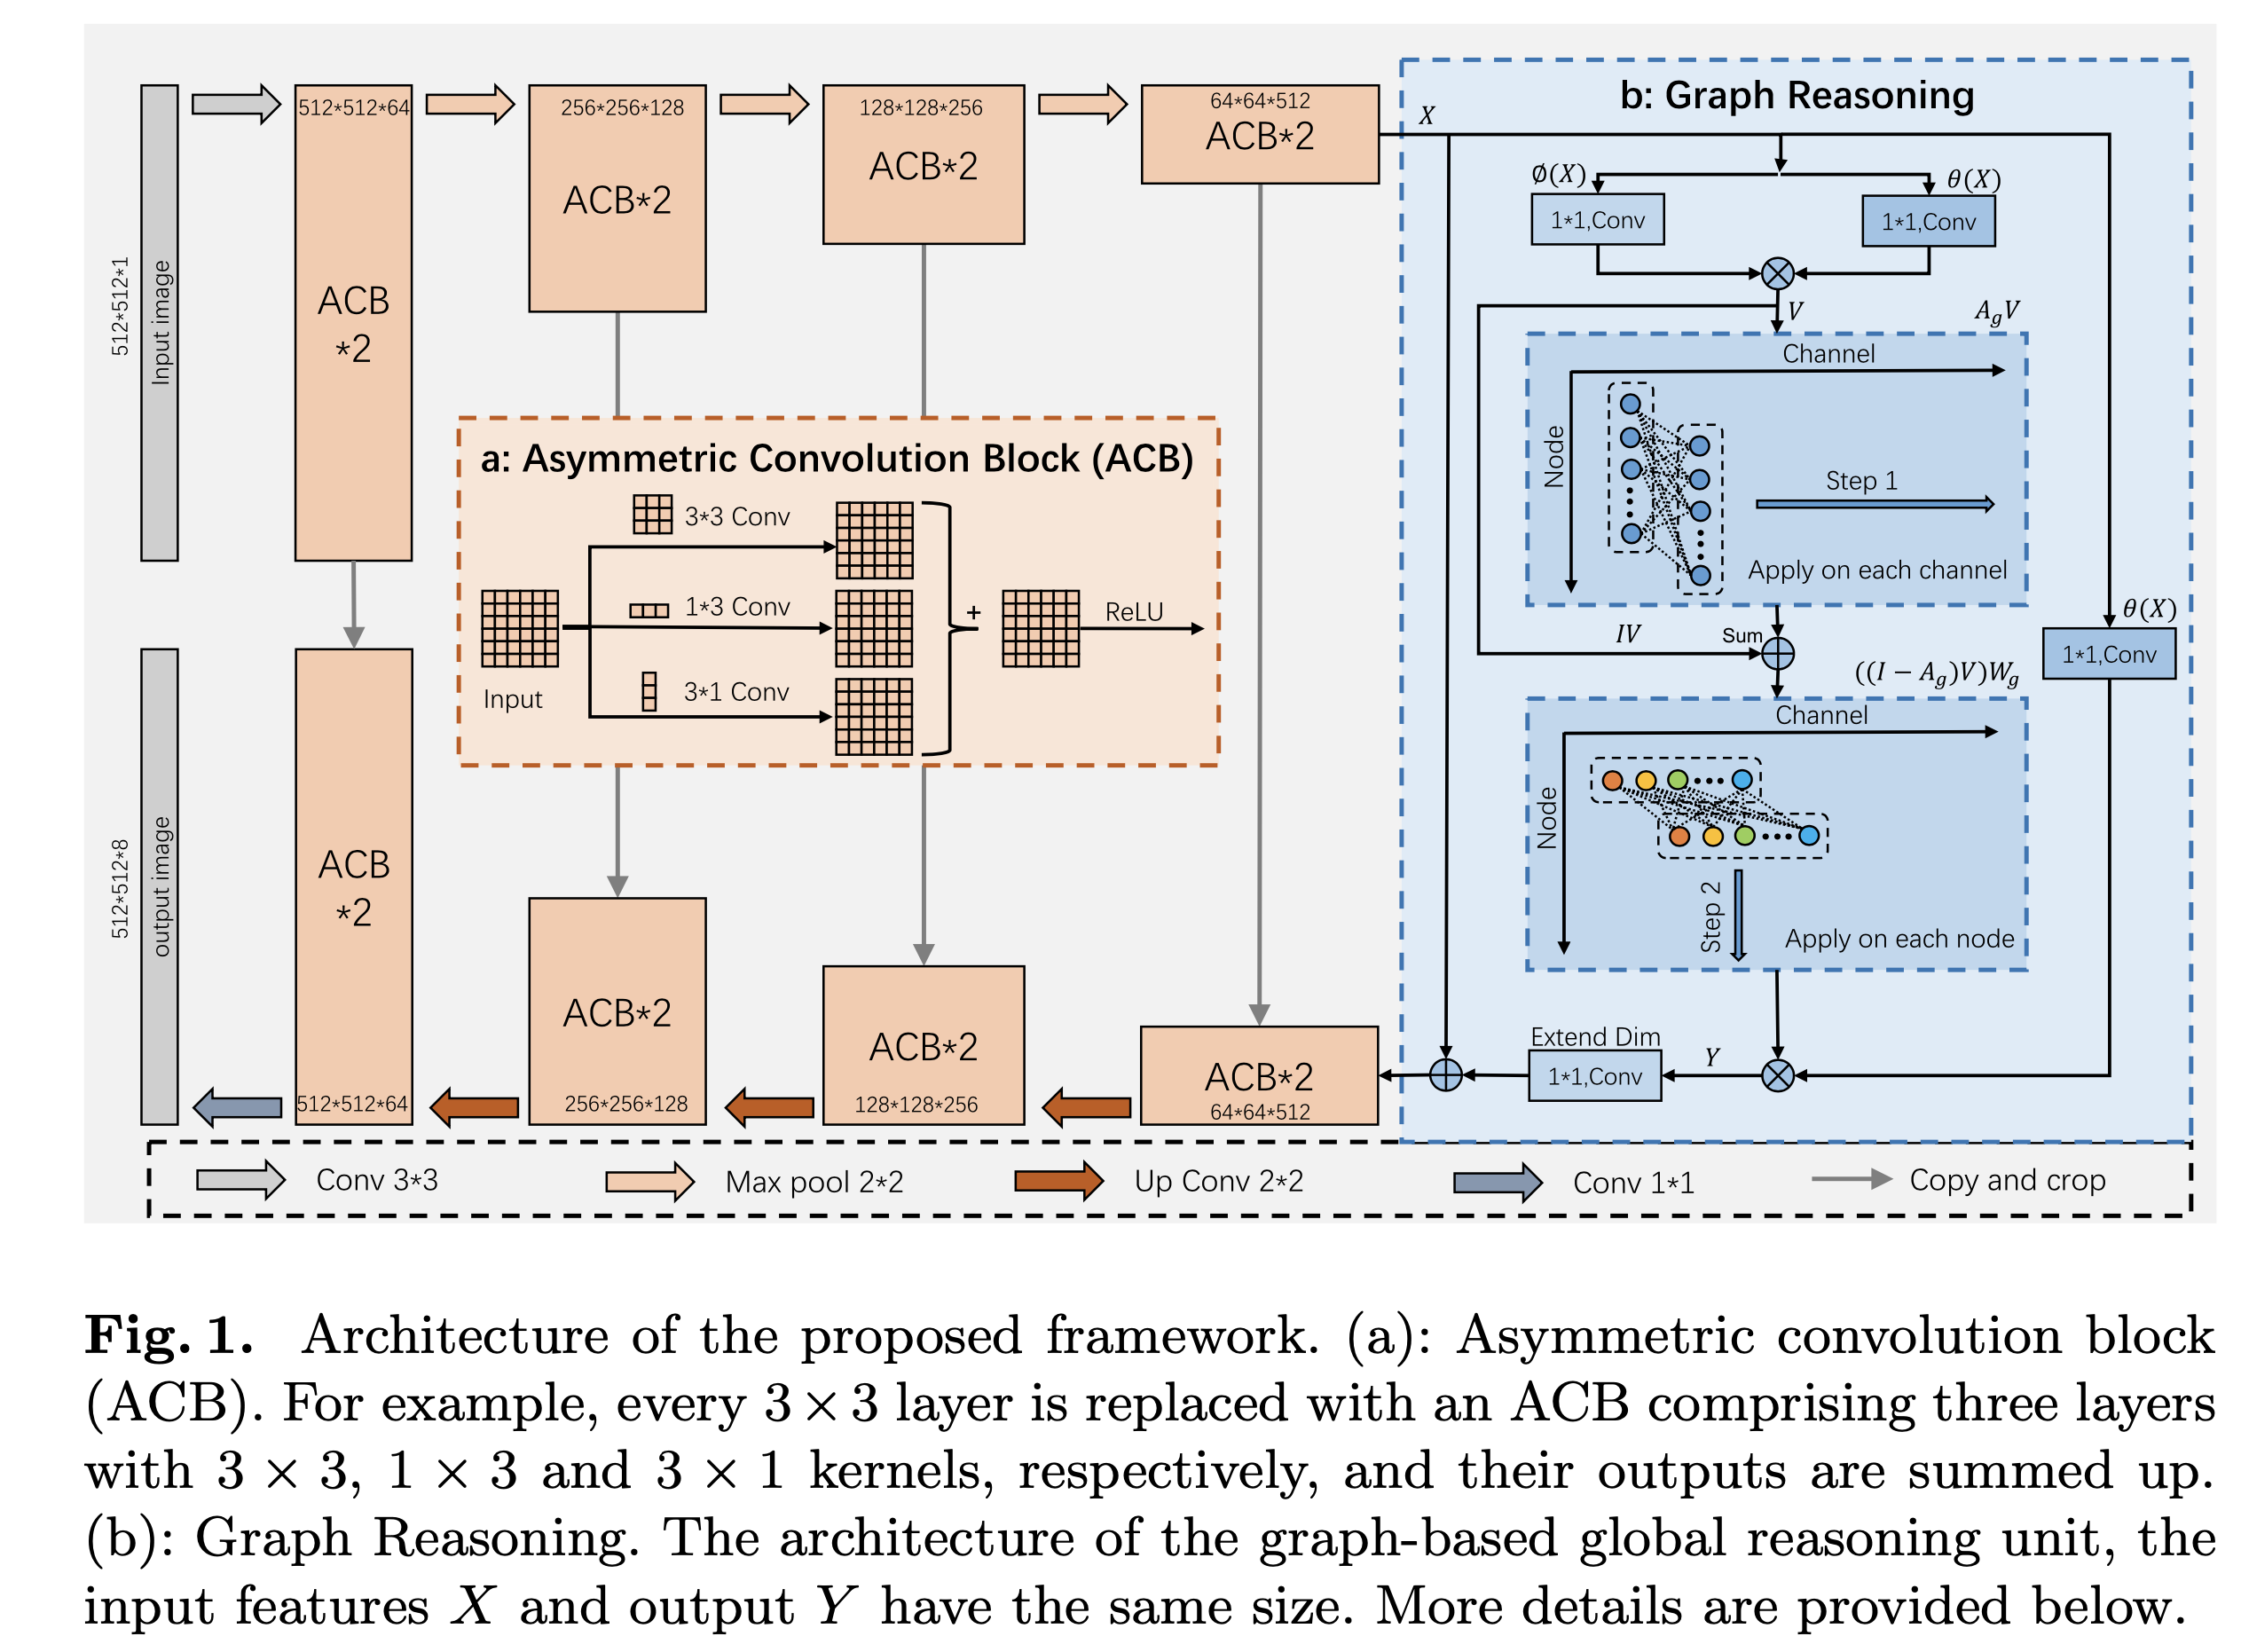 512*512*1
Input image
512*512*64
ACB
*2
256*256*128
ACB*2
128*128*256
ACB*2
64*64*512
ACB*2
a: Asymmetric Convolution Block (ACB)
3*3 Conv
1*3 Conv
3*1 Conv
Input
+
ReLU
b: Graph Reasoning
X
∅(X)
θ(X)
1*1,Conv
1*1,Conv
V
A_gV
Channel
Node
Step 1
Apply on each channel
IV
Sum
θ(X)
1*1,Conv
((I − A_g)V)W_g
Channel
Node
Step 2
Apply on each node
Extend Dim
1*1,Conv
Y
512*512*8
output image
ACB
*2
512*512*64
ACB*2
256*256*128
ACB*2
128*128*256
ACB*2
64*64*512
Conv 3*3
Max pool 2*2
Up Conv 2*2
Conv 1*1
Copy and crop
Fig. 1. Architecture of the proposed framework. (a): Asymmetric convolution block
(ACB). For example, every 3 × 3 layer is replaced with an ACB comprising three layers
with 3 × 3, 1 × 3 and 3 × 1 kernels, respectively, and their outputs are summed up.
(b): Graph Reasoning. The architecture of the graph-based global reasoning unit, the
input features X and output Y have the same size. More details are provided below.